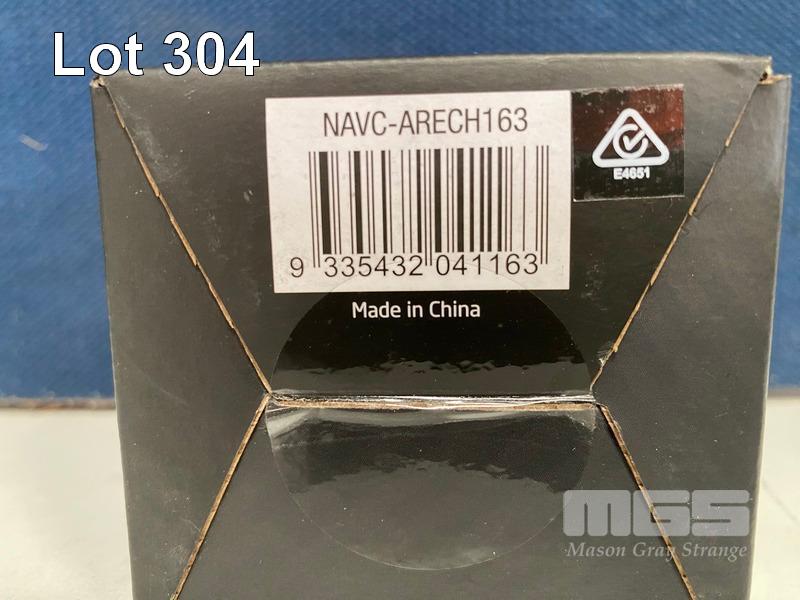 Lot 304
NAVC-ARECH163
E4651
9 335432 041163
Made in China
MGS
Mason Gray Strange